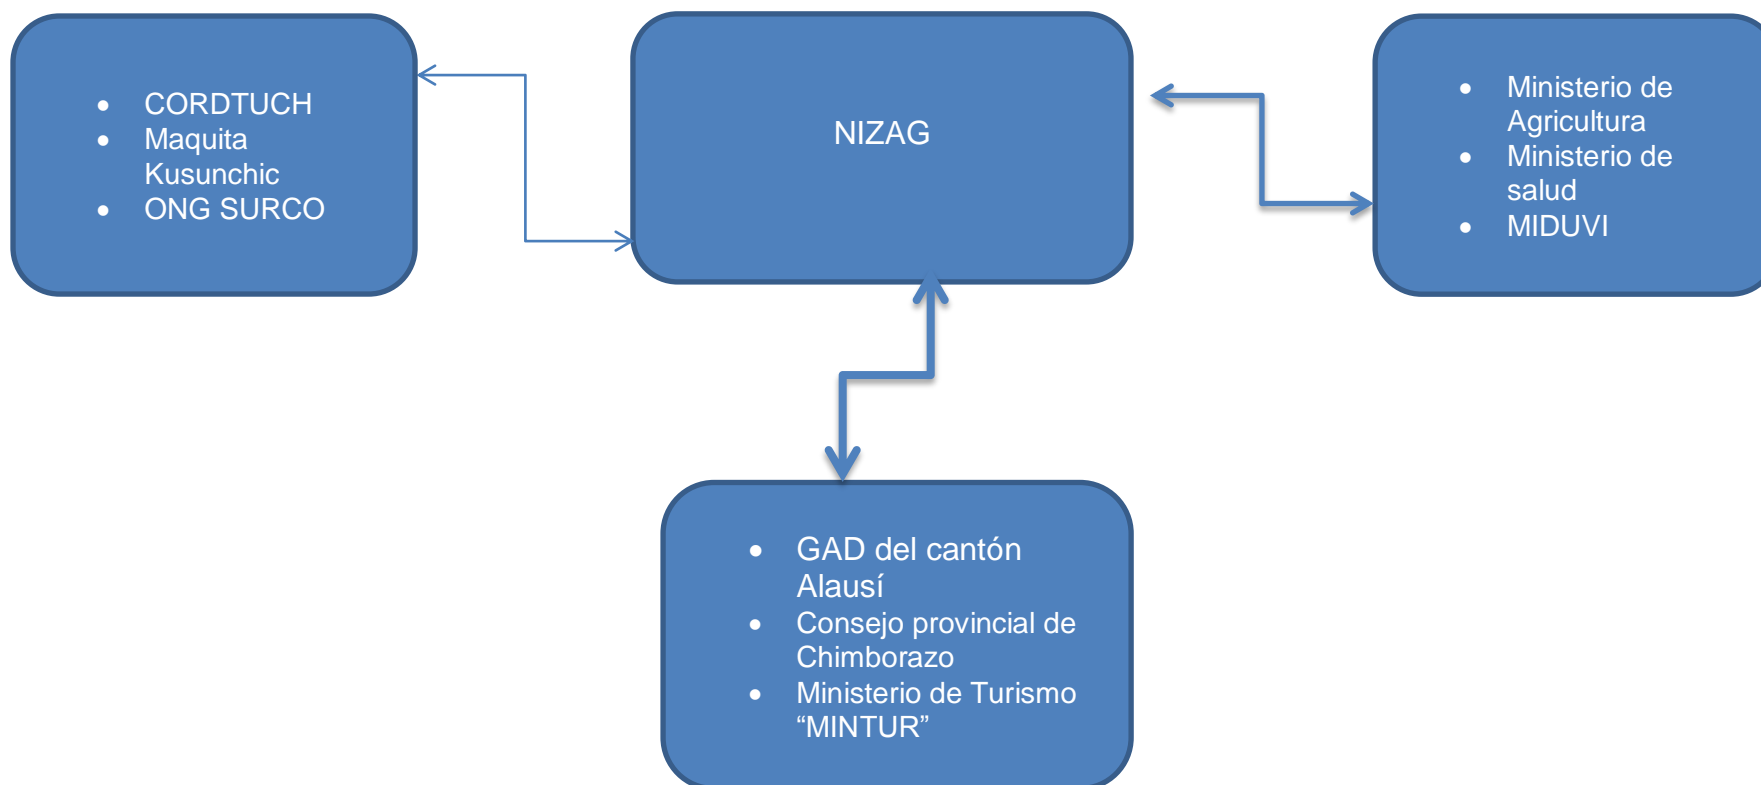 CORDTUCH
Maquita
Kusunchic
ONG SURCO
NIZAG
Ministerio de
Agricultura
Ministerio de
salud
MIDUVI
GAD del cantón
Alausí
Consejo provincial de
Chimborazo
Ministerio de Turismo
“MINTUR”